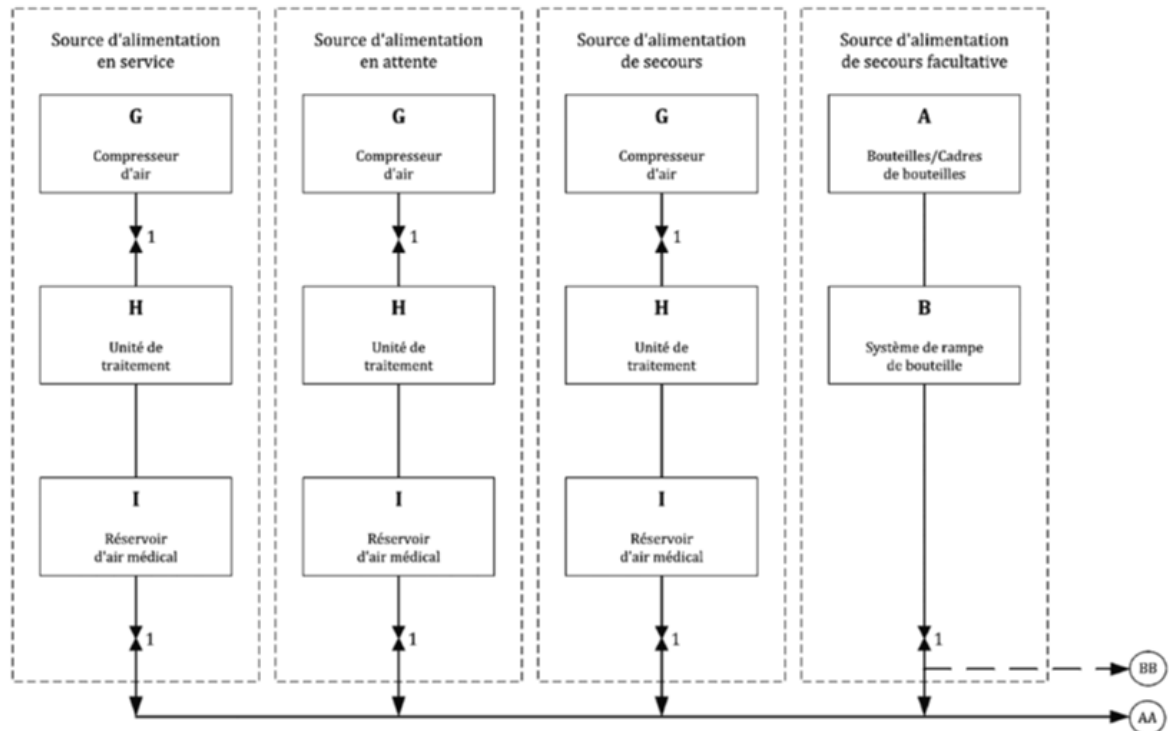 Source d'alimentation
en service
G
Compresseur
d'air
1
H
Unité de
traitement
I
Réservoir
d'air médical
1
Source d'alimentation
en attente
G
Compresseur
d'air
1
H
Unité de
traitement
I
Réservoir
d'air médical
1
Source d'alimentation
de secours
G
Compresseur
d'air
1
H
Unité de
traitement
I
Réservoir
d'air médical
1
Source d'alimentation
de secours facultative
A
Bouteilles/Cadres
de bouteilles
B
Système de rampe
de bouteille
1
BB
AA